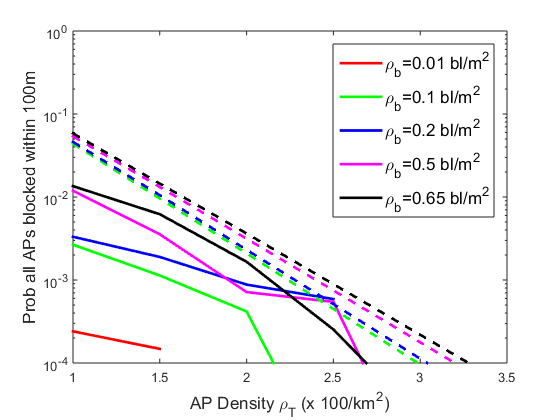 10^0
10^-1
10^-2
10^-3
10^-4
Prob all APs blocked within 100m
ρ_b=0.01 bl/m^2
ρ_b=0.1 bl/m^2
ρ_b=0.2 bl/m^2
ρ_b=0.5 bl/m^2
ρ_b=0.65 bl/m^2
1 1.5 2 2.5 3 3.5
AP Density ρ_T (x 100/km^2)